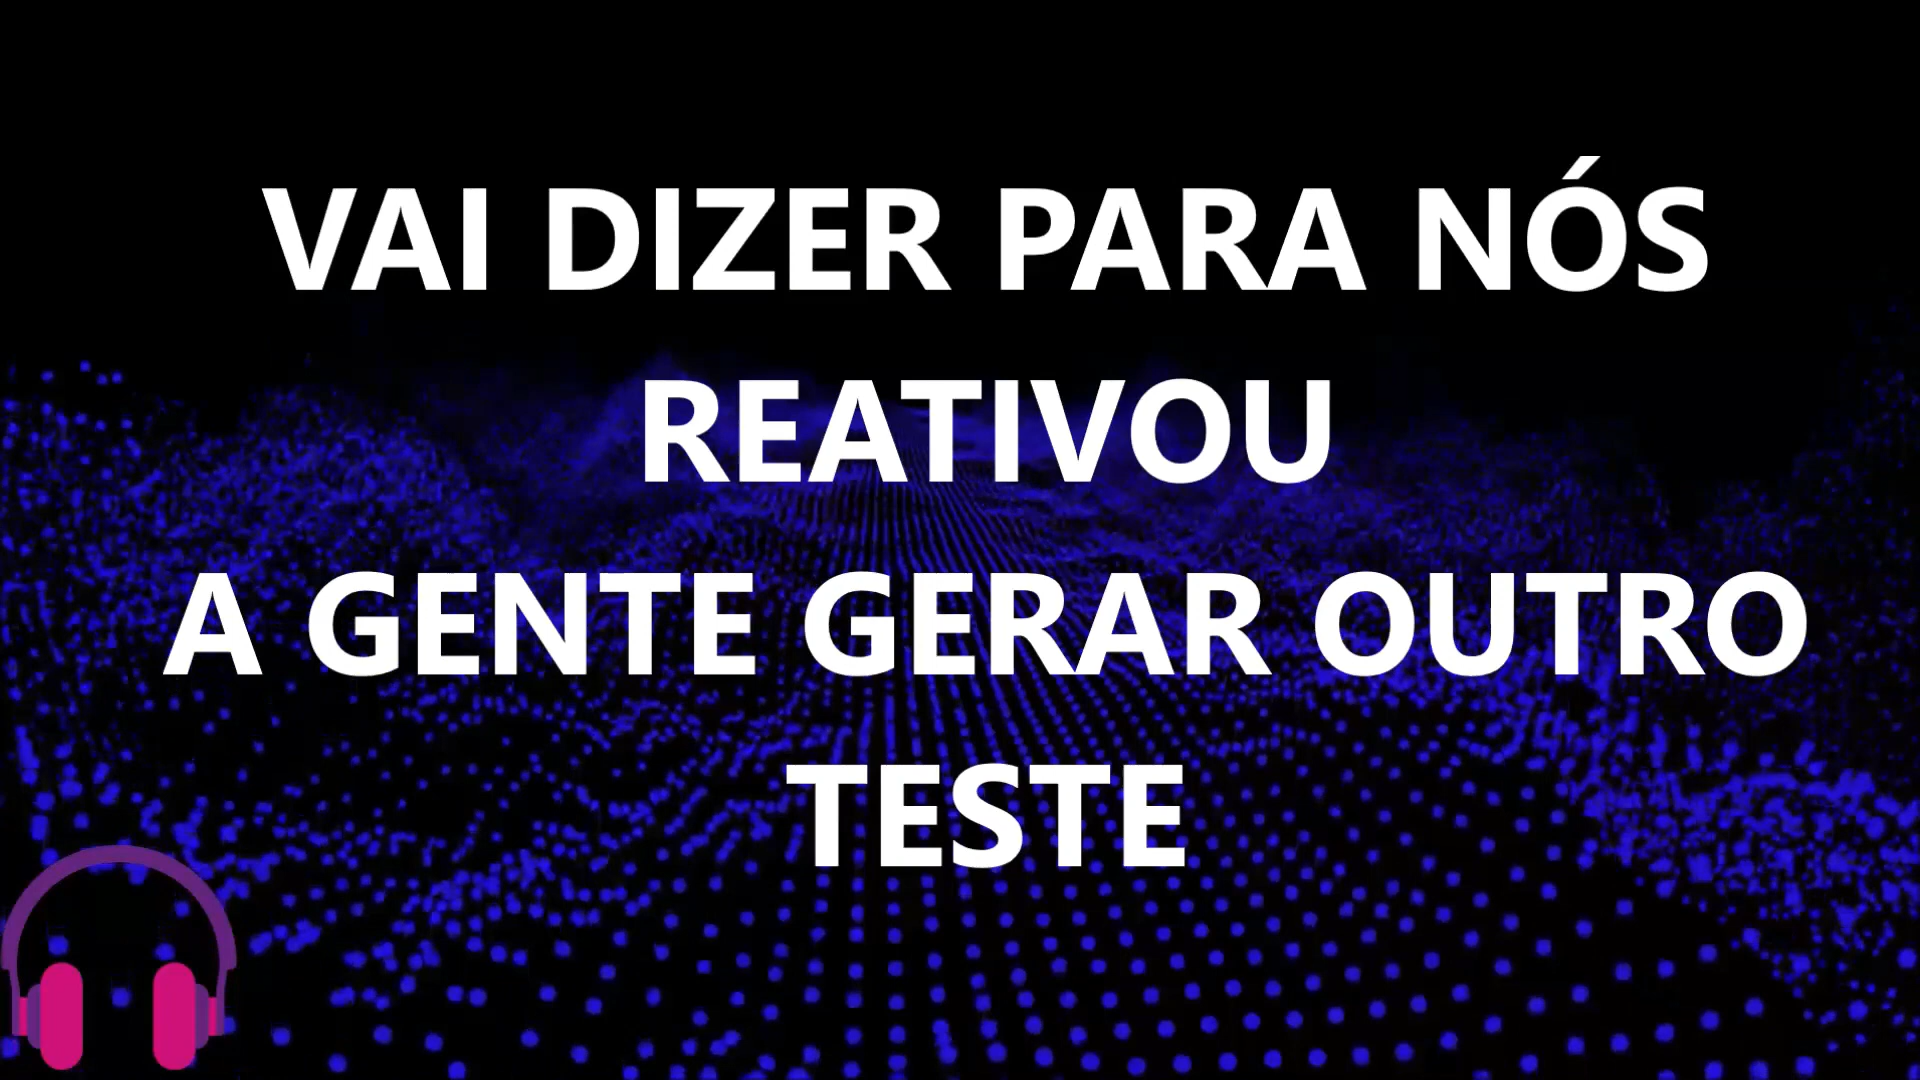 VAI DIZER PARA NÓS
REATIVOU
A GENTE GERAR OUTRO
TESTE